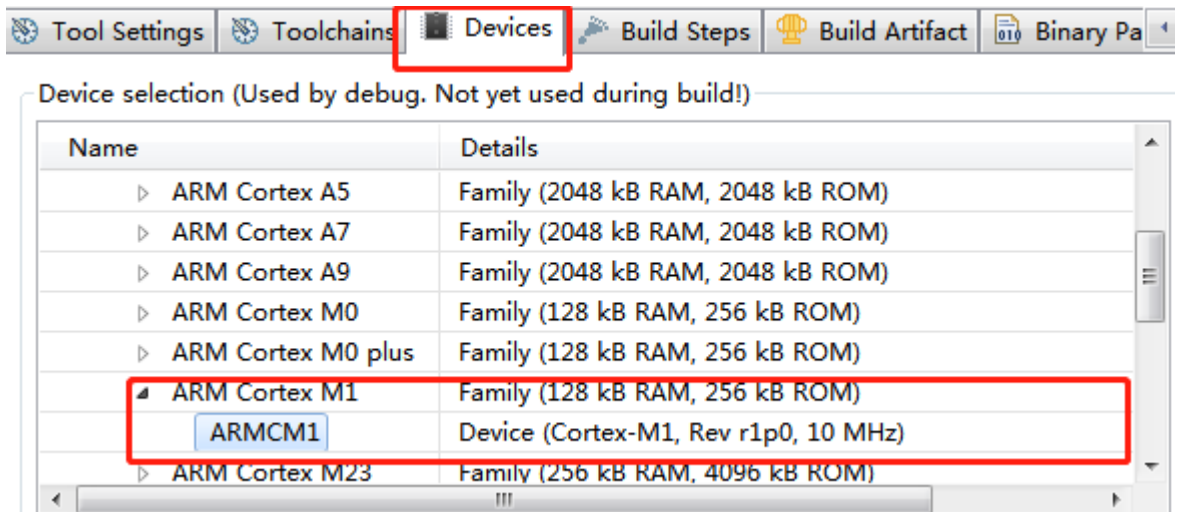 Tool Settings Toolchains Devices Build Steps Build Artifact 010 Binary Pa
Device selection (Used by debug. Not yet used during build!)
Name Details
ARM Cortex A5 Family (2048 kB RAM, 2048 kB ROM)
ARM Cortex A7 Family (2048 kB RAM, 2048 kB ROM)
ARM Cortex A9 Family (2048 kB RAM, 2048 kB ROM)
ARM Cortex M0 Family (128 kB RAM, 256 kB ROM)
ARM Cortex M0 plus Family (128 kB RAM, 256 kB ROM)
ARM Cortex M1 Family (128 kB RAM, 256 kB ROM)
ARMCM1 Device (Cortex-M1, Rev r1p0, 10 MHz)
ARM Cortex M23 Family (256 kB RAM, 4096 kB ROM)